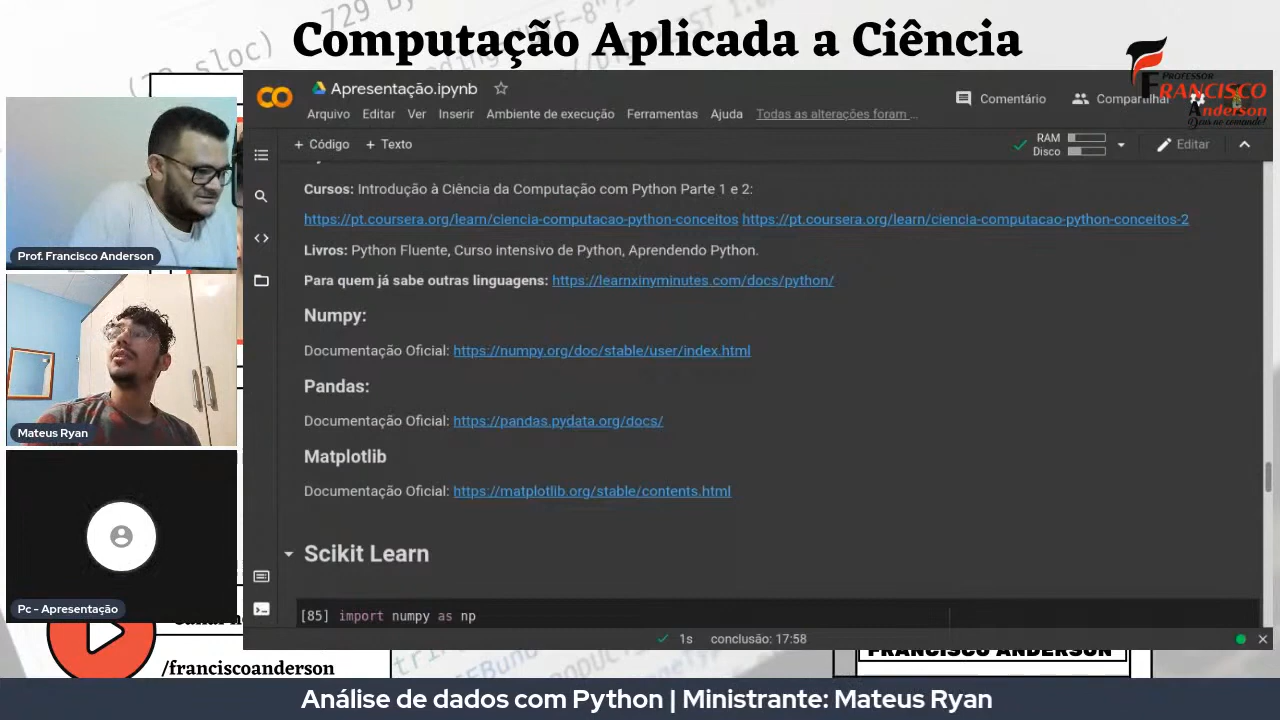 729 by
sloc)
Computação Aplicada a Ciência
PROFESSOR
FRANCISCO
Anderson
Deus no comando!
Apresentação.ipynb
Comentário
Compartilhar
Arquivo Editar Ver Inserir Ambiente de execução Ferramentas Ajuda Todas as alterações foram ...
+ Código + Texto
RAM
Disco
Editar
Cursos: Introdução à Ciência da Computação com Python Parte 1 e 2:
https://pt.coursera.org/learn/ciencia-computacao-python-conceitos https://pt.coursera.org/learn/ciencia-computacao-python-conceitos-2
Livros: Python Fluente, Curso intensivo de Python, Aprendendo Python.
Para quem já sabe outras linguagens: https://learnxinyminutes.com/docs/python/
Numpy:
Documentação Oficial: https://numpy.org/doc/stable/user/index.html
Pandas:
Documentação Oficial: https://pandas.pydata.org/docs/
Matplotlib
Documentação Oficial: https://matplotlib.org/stable/contents.html
Scikit Learn
[85] import numpy as np
1s conclusão: 17:58
Prof. Francisco Anderson
Mateus Ryan
Pc - Apresentação
/franciscoanderson
FRANCISCO ANDERSON
Análise de dados com Python | Ministrante: Mateus Ryan